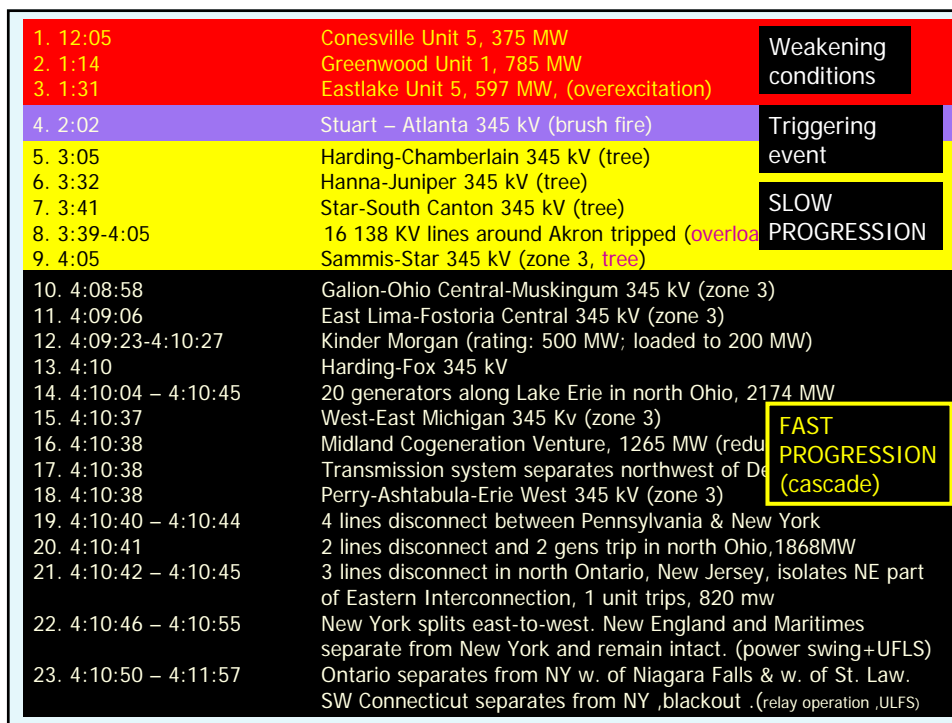 1. 12:05 Conesville Unit 5, 375 MW
2. 1:14 Greenwood Unit 1, 785 MW
3. 1:31 Eastlake Unit 5, 597 MW, (overexcitation)
Weakening
conditions
4. 2:02 Stuart – Atlanta 345 kV (brush fire)
Triggering
event
5. 3:05 Harding-Chamberlain 345 kV (tree)
6. 3:32 Hanna-Juniper 345 kV (tree)
7. 3:41 Star-South Canton 345 kV (tree)
8. 3:39-4:05 16 138 KV lines around Akron tripped (overloa
9. 4:05 Sammis-Star 345 kV (zone 3, tree)
SLOW
PROGRESSION
10. 4:08:58 Galion-Ohio Central-Muskingum 345 kV (zone 3)
11. 4:09:06 East Lima-Fostoria Central 345 kV (zone 3)
12. 4:09:23-4:10:27 Kinder Morgan (rating: 500 MW; loaded to 200 MW)
13. 4:10 Harding-Fox 345 kV
14. 4:10:04 – 4:10:45 20 generators along Lake Erie in north Ohio, 2174 MW
15. 4:10:37 West-East Michigan 345 Kv (zone 3)
16. 4:10:38 Midland Cogeneration Venture, 1265 MW (redu
17. 4:10:38 Transmission system separates northwest of De
18. 4:10:38 Perry-Ashtabula-Erie West 345 kV (zone 3)
FAST
PROGRESSION
(cascade)
19. 4:10:40 – 4:10:44 4 lines disconnect between Pennsylvania & New York
20. 4:10:41 2 lines disconnect and 2 gens trip in north Ohio,1868MW
21. 4:10:42 – 4:10:45 3 lines disconnect in north Ontario, New Jersey, isolates NE part
of Eastern Interconnection, 1 unit trips, 820 mw
22. 4:10:46 – 4:10:55 New York splits east-to-west. New England and Maritimes
separate from New York and remain intact. (power swing+UFLS)
23. 4:10:50 – 4:11:57 Ontario separates from NY w. of Niagara Falls & w. of St. Law.
SW Connecticut separates from NY ,blackout .(relay operation ,ULFS)